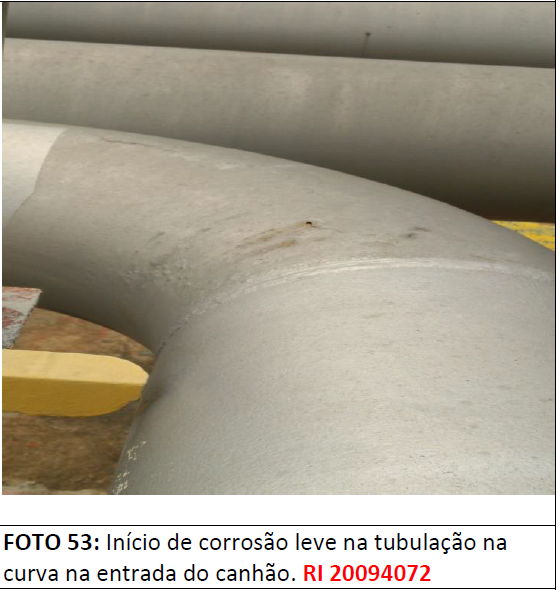 FOTO 53: Início de corrosão leve na tubulação na
curva na entrada do canhão. RI 20094072